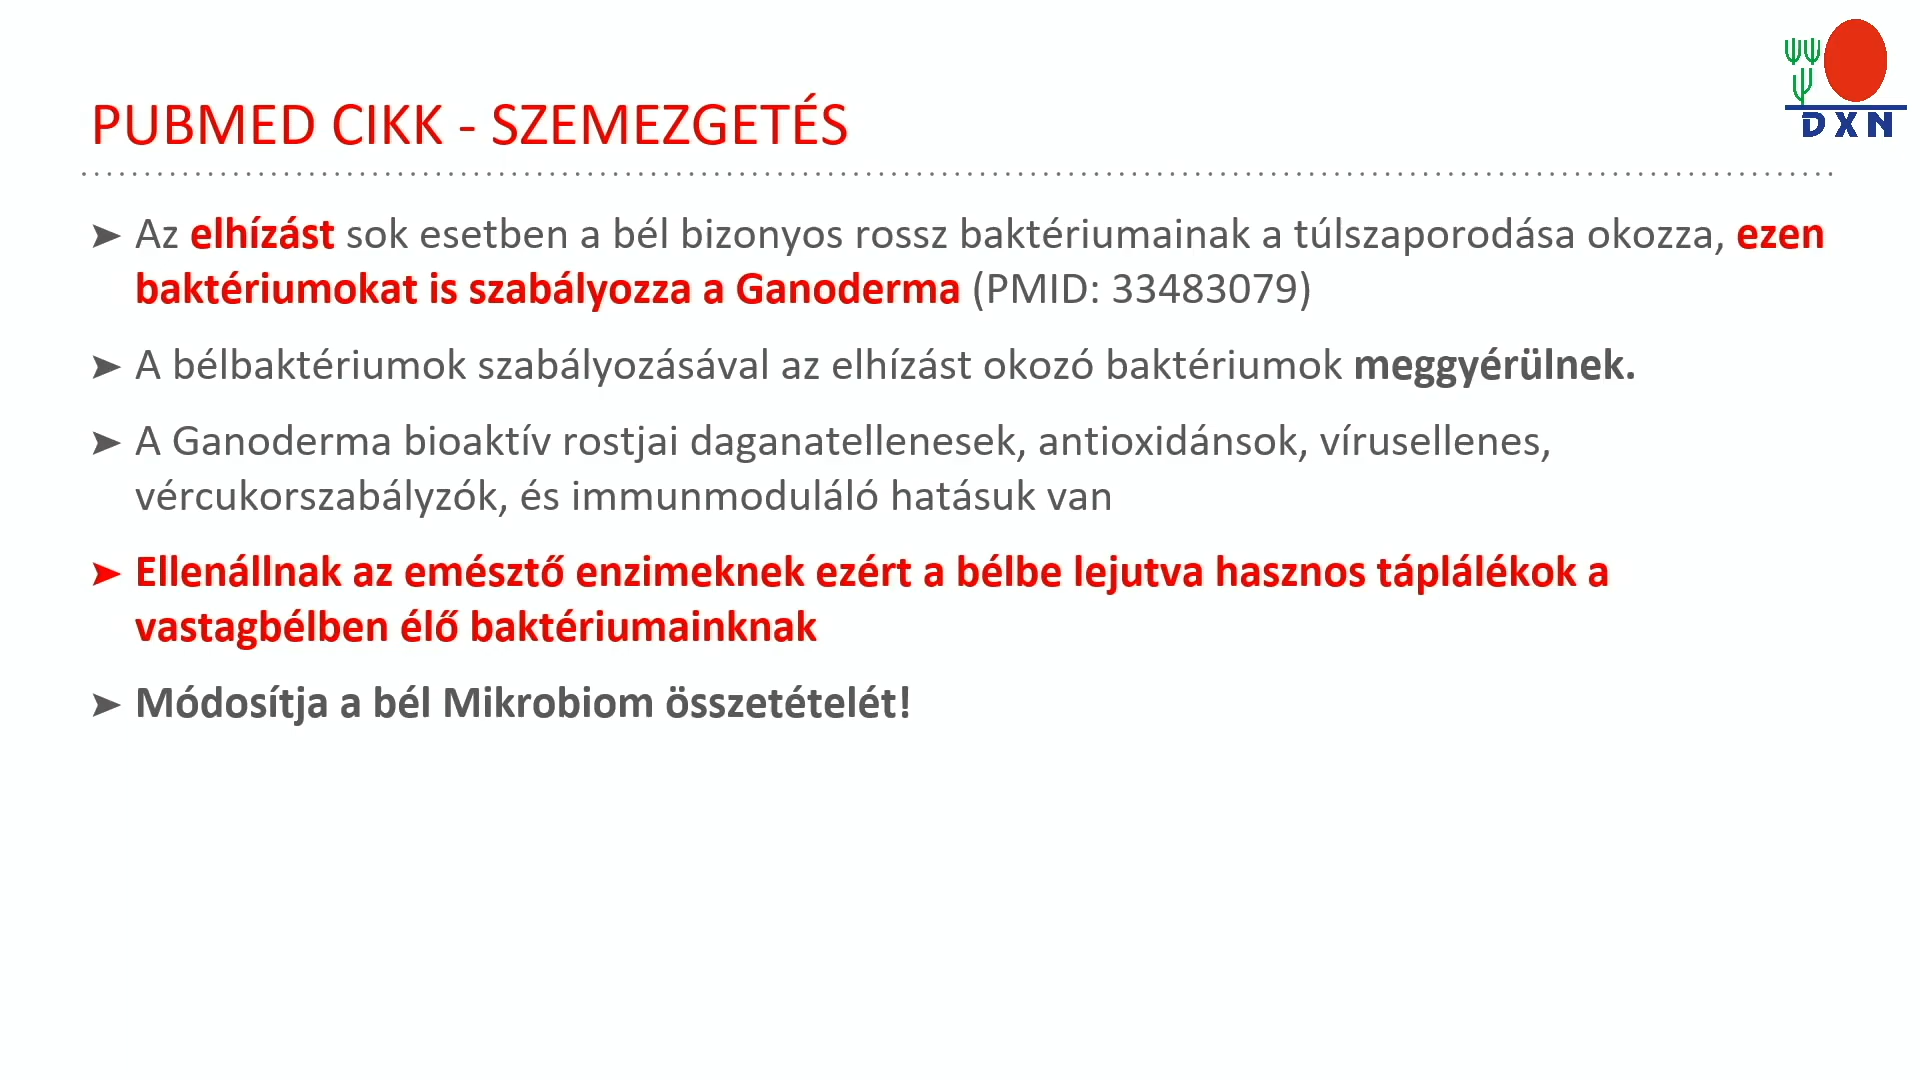 DXN
PUBMED CIKK - SZEMEZGETÉS
➤ Az elhízást sok esetben a bél bizonyos rossz baktériumainak a túlszaporodása okozza, ezen
baktériumokat is szabályozza a Ganoderma (PMID: 33483079)
➤ A bélbaktériumok szabályozásával az elhízást okozó baktériumok meggyérülnek.
➤ A Ganoderma bioaktív rostjai daganatellenesek, antioxidánsok, vírusellenes,
vércukorszabályzók, és immunmoduláló hatásuk van
➤ Ellenállnak az emésztő enzimeknek ezért a bélbe lejutva hasznos táplálékok a
vastagbélben élő baktériumainknak
➤ Módosítja a bél Mikrobiom összetételét!